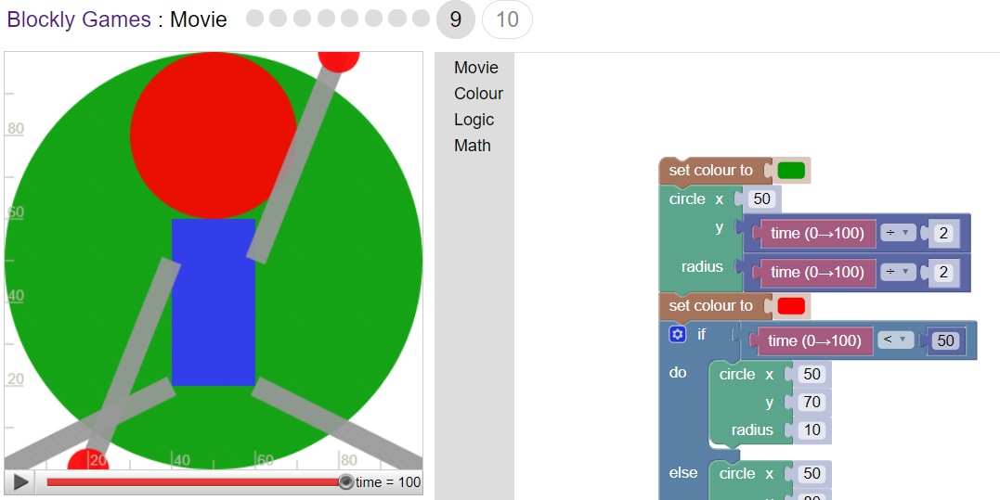 Blockly Games : Movie 9 10
80
60
40
20
20 40 60 80
time = 100
Movie
Colour
Logic
Math
set colour to
circle x 50
y time (0→100) ÷ 2
radius time (0→100) ÷ 2
set colour to
if time (0→100) < 50
do circle x 50
y 70
radius 10
else circle x 50